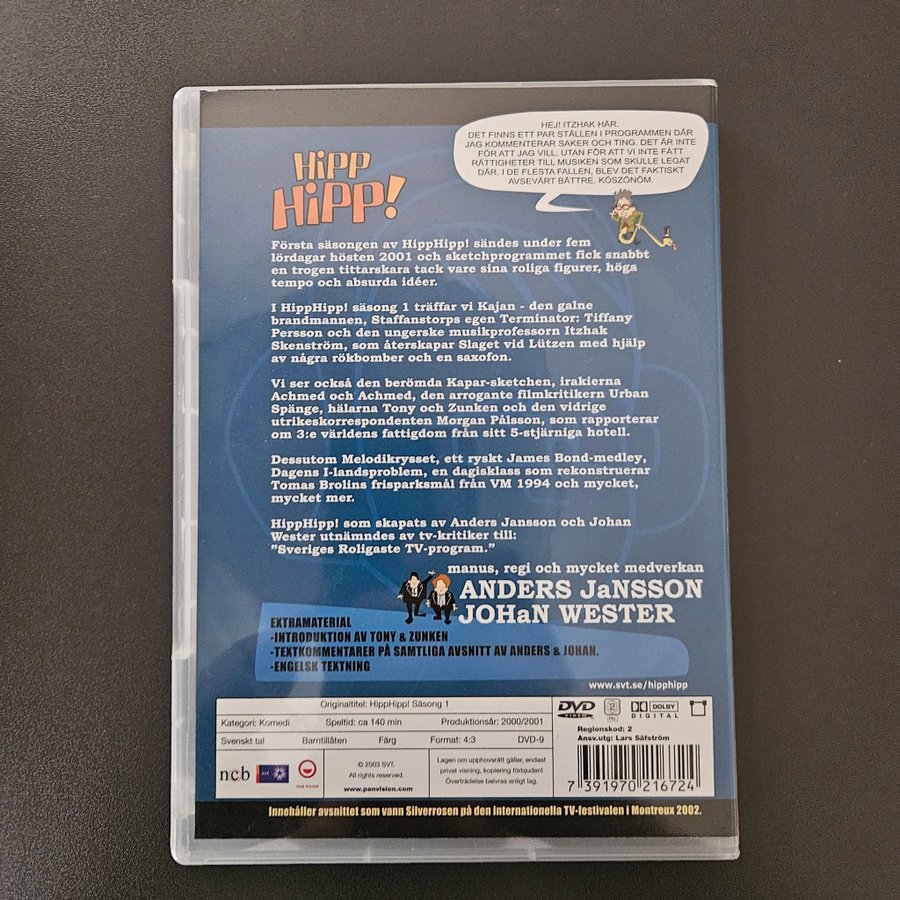 HEJ! ITZHAK HÄR.
DET FINNS ETT PAR STÄLLEN I PROGRAMMEN DÄR
JAG KOMMENTERAR SAKER OCH TING. DET ÄR INTE
FÖR ATT JAG VILL, UTAN FÖR ATT VI INTE FÅTT
RÄTTIGHETER TILL MUSIKEN SOM SKULLE LEGAT
DÄR. I DE FLESTA FALLEN, BLEV DET FAKTISKT
AVSEVÄRT BÄTTRE. KÖSZÖNÖM.
HiPP
HiPP!
Första säsongen av HippHipp! sändes under fem
lördagar hösten 2001 och sketchprogrammet fick snabbt
en trogen tittarskara tack vare sina roliga figurer, höga
tempo och absurda idéer.
I HippHipp! säsong 1 träffar vi Kajan - den galne
brandmannen, Staffanstorps egen Terminator: Tiffany
Persson och den ungerske musikprofessorn Itzhak
Skenström, som återskapar Slaget vid Lützen med hjälp
av några rökbomber och en saxofon.
Vi ser också den berömda Kapar-sketchen, irakierna
Achmed och Achmed, den arrogante filmkritikern Urban
Spänge, hälarna Tony och Zunken och den vidrige
utrikeskorrespondenten Morgan Pålsson, som rapporterar
om 3:e världens fattigdom från sitt 5-stjärniga hotell.
Dessutom Melodikrysset, ett ryskt James Bond-medley,
Dagens I-landsproblem, en dagisklass som rekonstruerar
Tomas Brolins frisparksmål från VM 1994 och mycket,
mycket mer.
HippHipp! som skapats av Anders Jansson och Johan
Wester utnämndes av tv-kritiker till:
"Sveriges Roligaste TV-program."
manus, regi och mycket medverkan
ANDERS JaNSSON
JOHaN WESTER
EXTRAMATERIAL
-INTRODUKTION AV TONY & ZUNKEN
-TEXTKOMMENTARER PÅ SAMTLIGA AVSNITT AV ANDERS & JOHAN.
-ENGELSK TEXTNING
www.svt.se/hipphipp
Originaltitel: HippHipp! Säsong 1
Kategori: Komedi Speltid: ca 140 min Produktionsår: 2000/2001
Svenskt tal Barntillåten Färg Format: 4:3 DVD-9
ncb svt PAN VISION
© 2003 SVT.
All rights reserved.
www.panvision.com
Lagen om upphovsrätt gäller, endast
privat visning, kopiering förbjuden!
Överträdelse beivras enligt lag.
DVD VIDEO 2 PAL DOLBY DIGITAL
Regionskod: 2
Ansv.utg: Lars Säfström
7 391970 216724
Innehåller avsnittet som vann Silverrosen på den internationella TV-festivalen i Montreux 2002.